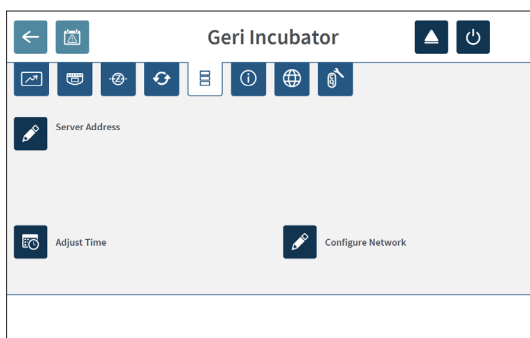 Geri Incubator
Server Address
Adjust Time
Configure Network